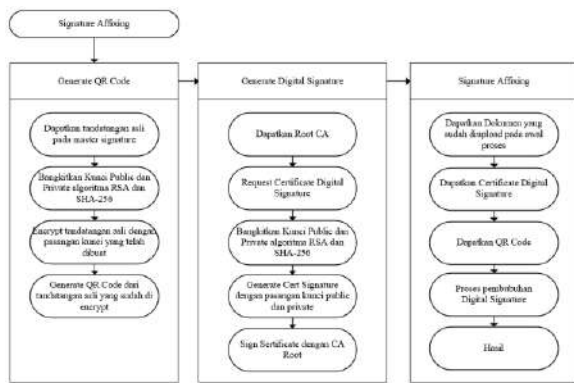 Signature Affixing
Generate QR Code
Dapatkan tandatangan asli
pada master signature
Bangkitkan Kunci Public dan
Private algoritma RSA dan
SHA-256
Encrypt tandatangan asli dengan
pasangan kunci yang telah
dibuat
Generate QR Code dari
tandatangan asli yang sudah di
encrypt
Generate Digital Signature
Dapatkan Root CA
Request Certificate Digital
Signature
Bangkitkan Kunci Public dan
Private algoritma RSA dan
SHA-256
Generate Cert Signature
dengan pasangan kunci public
dan private
Sign Sertificate dengan CA
Root
Signature Affixing
Dapatkan Dokumen yang
sudah diupload pada awal
proses
Dapatkan Certificate Digital
Signature
Dapatkan QR Code
Proses pembubuhan
Digital Signature
Hasil